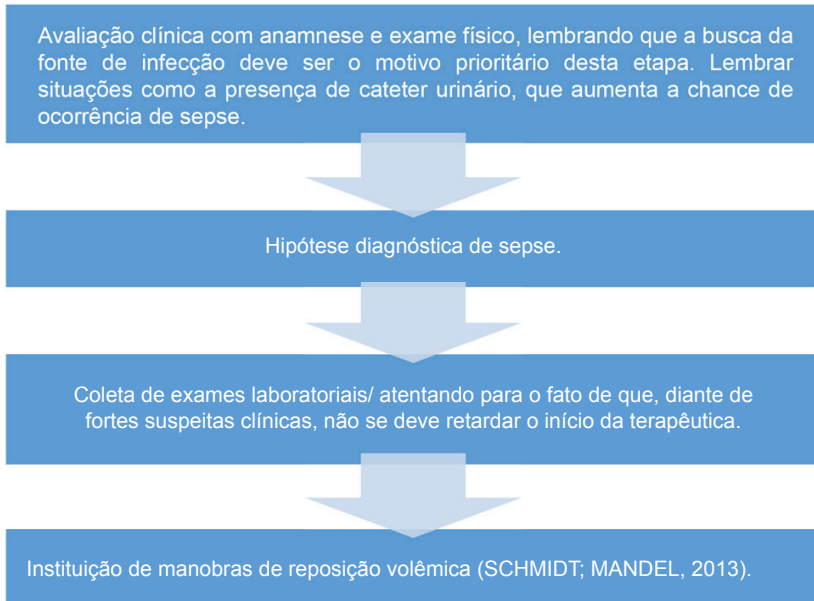 Avaliação clínica com anamnese e exame físico, lembrando que a busca da
fonte de infecção deve ser o motivo prioritário desta etapa. Lembrar
situações como a presença de cateter urinário, que aumenta a chance de
ocorrência de sepse.
Hipótese diagnóstica de sepse.
Coleta de exames laboratoriais/ atentando para o fato de que, diante de
fortes suspeitas clínicas, não se deve retardar o início da terapêutica.
Instituição de manobras de reposição volêmica (SCHMIDT; MANDEL, 2013).